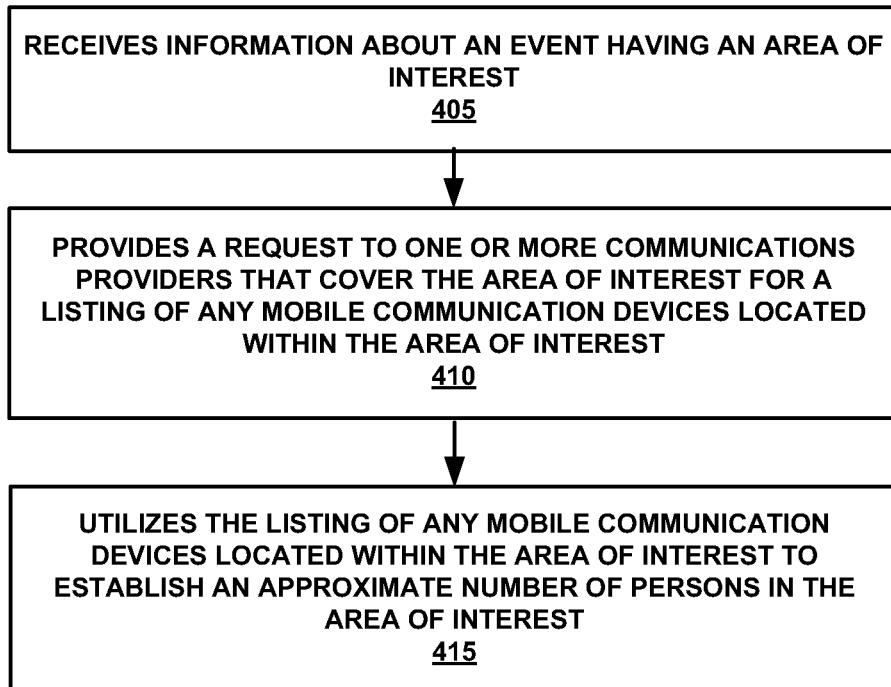 RECEIVES INFORMATION ABOUT AN EVENT HAVING AN AREA OF
INTEREST
405
PROVIDES A REQUEST TO ONE OR MORE COMMUNICATIONS
PROVIDERS THAT COVER THE AREA OF INTEREST FOR A
LISTING OF ANY MOBILE COMMUNICATION DEVICES LOCATED
WITHIN THE AREA OF INTEREST
410
UTILIZES THE LISTING OF ANY MOBILE COMMUNICATION
DEVICES LOCATED WITHIN THE AREA OF INTEREST TO
ESTABLISH AN APPROXIMATE NUMBER OF PERSONS IN THE
AREA OF INTEREST
415